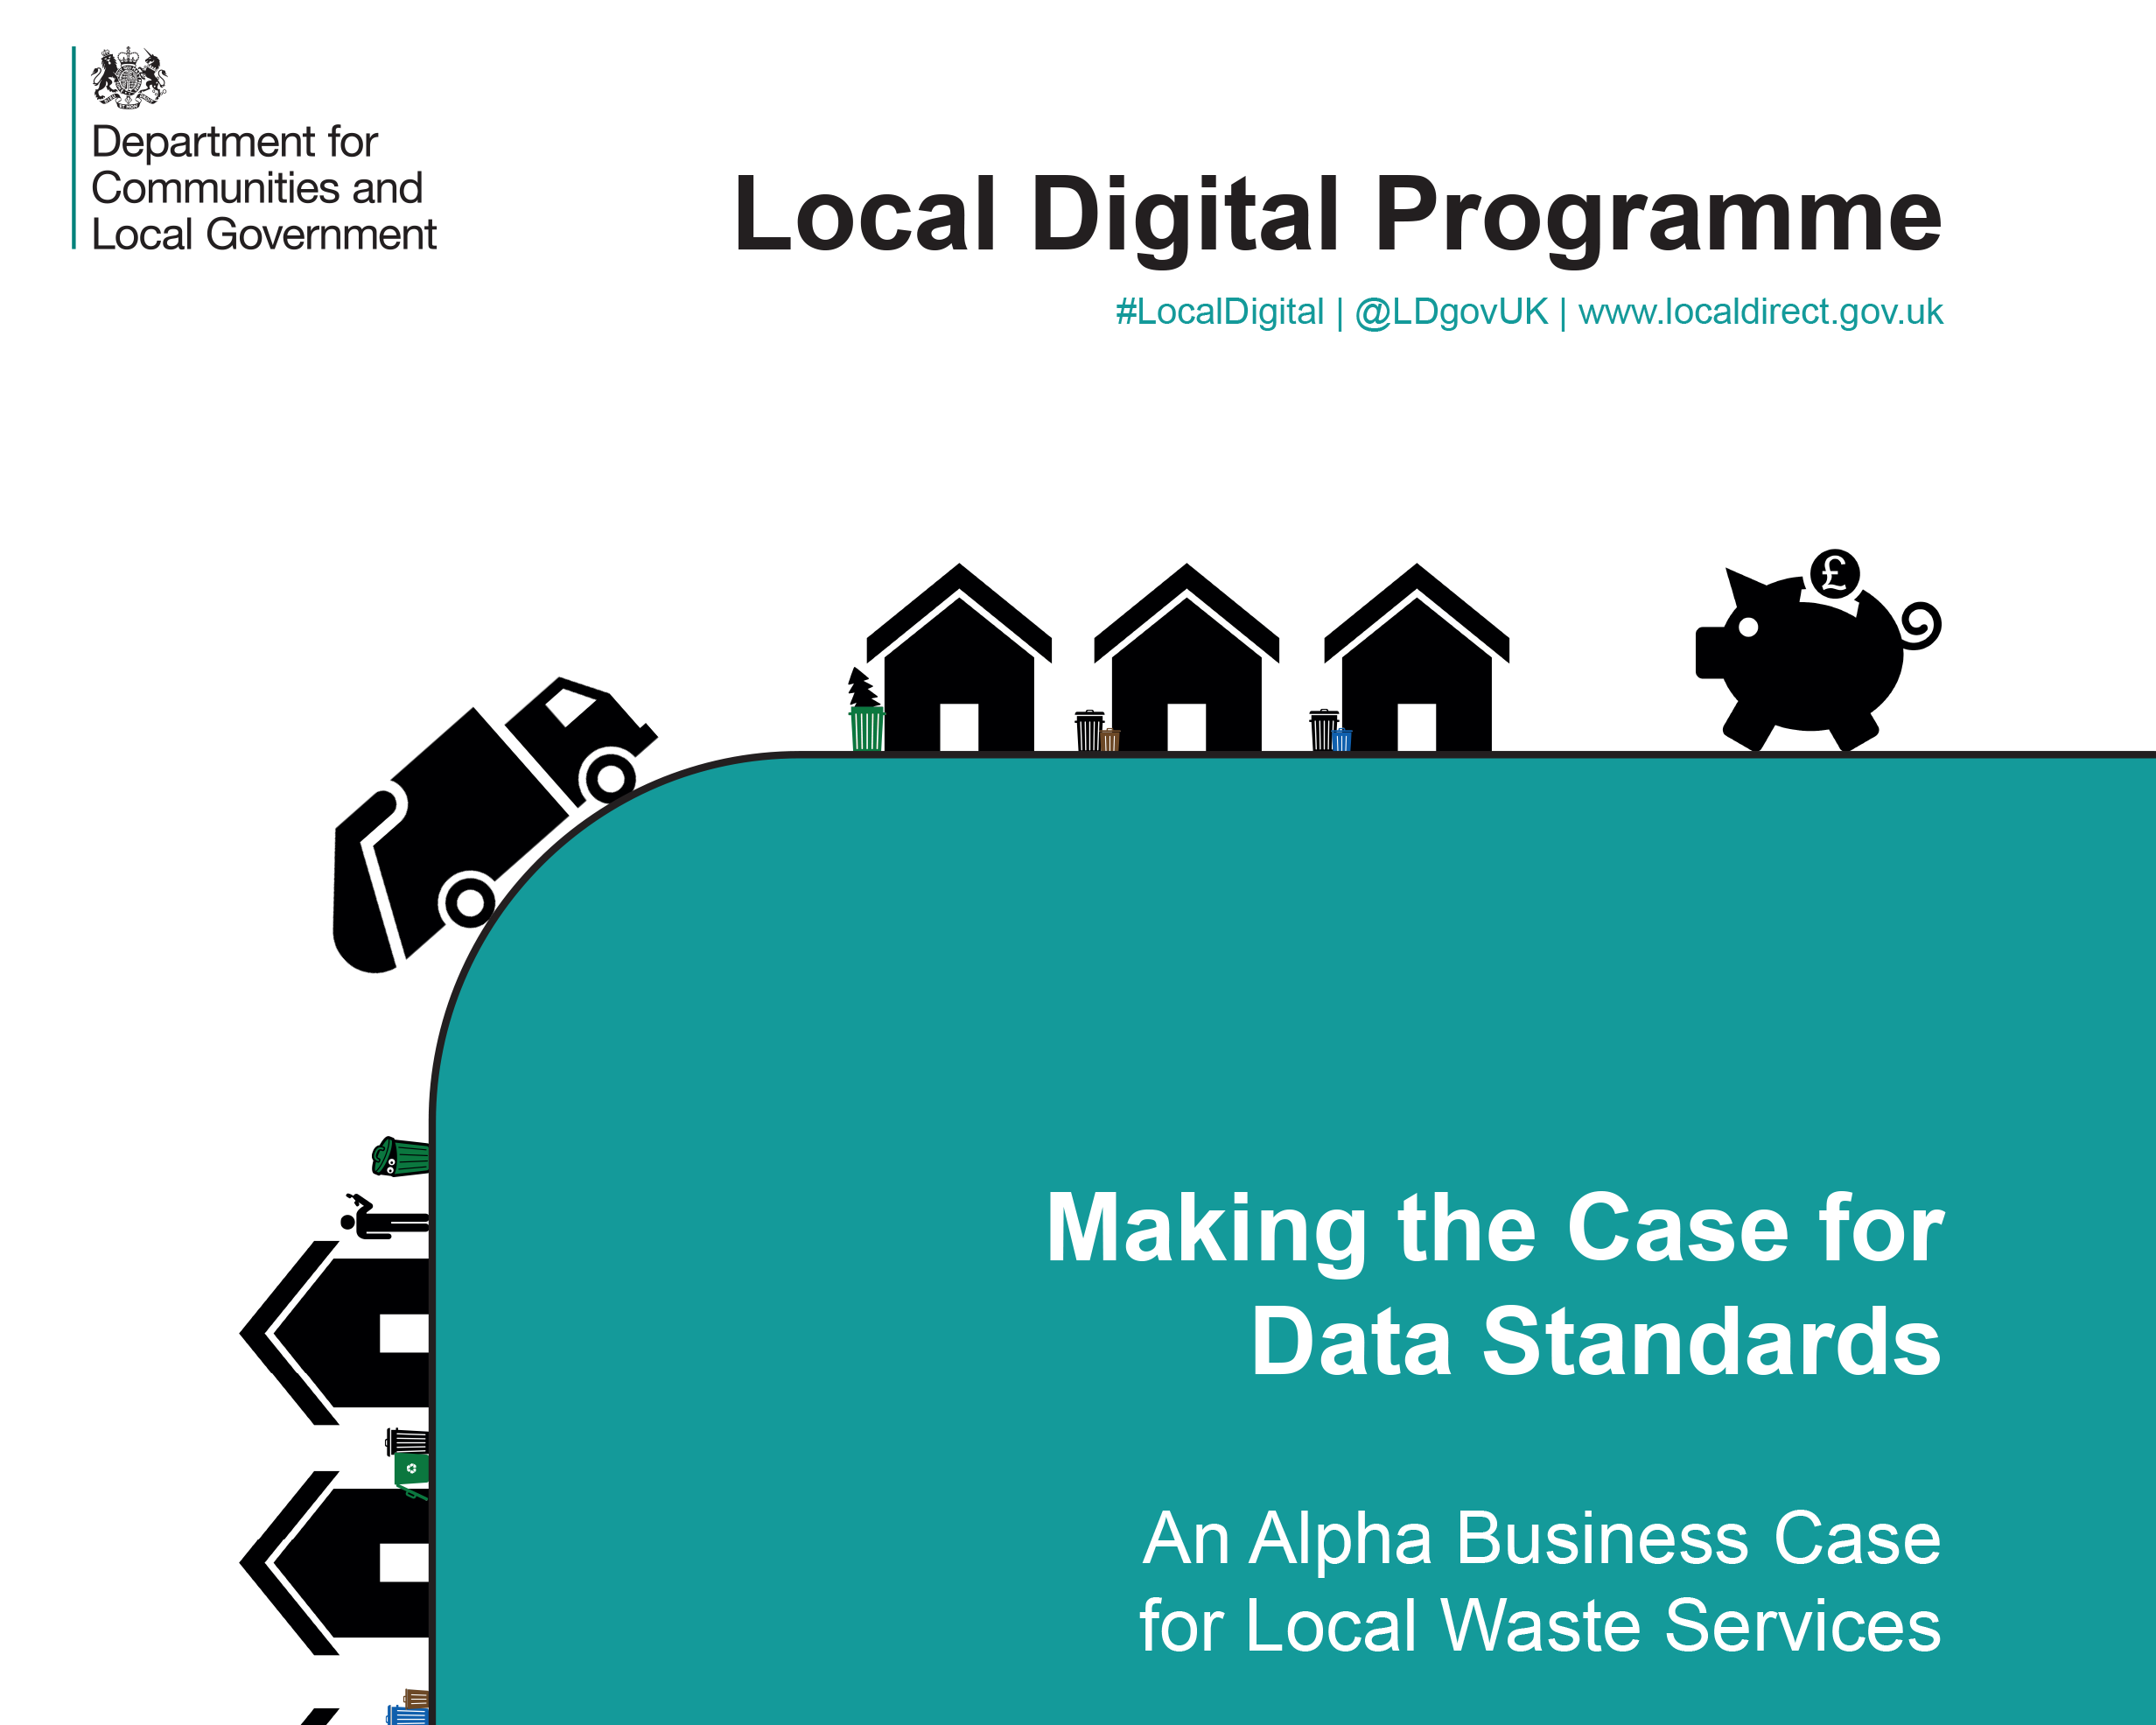 Department for
Communities and
Local Government
Local Digital Programme
#LocalDigital | @LDgovUK | www.localdirect.gov.uk
£
Making the Case for
Data Standards
An Alpha Business Case
for Local Waste Services